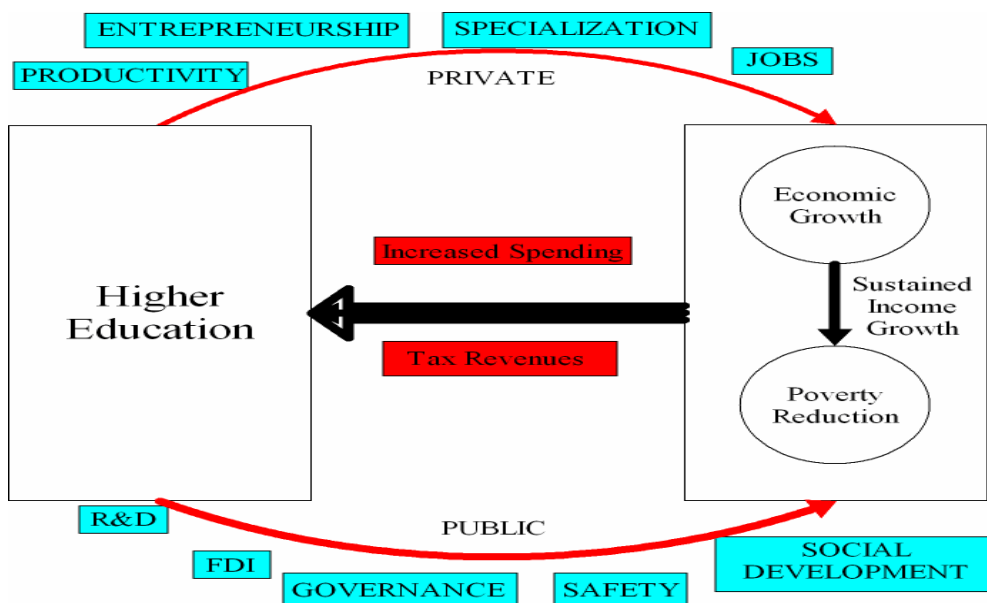 ENTREPRENEURSHIP
SPECIALIZATION
PRODUCTIVITY
PRIVATE
JOBS
Higher
Education
Increased Spending
Tax Revenues
Economic
Growth
Sustained
Income
Growth
Poverty
Reduction
R&D
PUBLIC
FDI
GOVERNANCE
SAFETY
SOCIAL
DEVELOPMENT